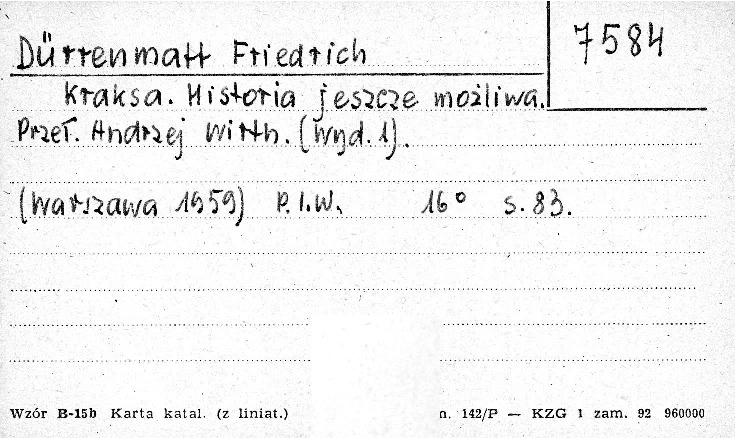 Dürrenmatt Friedrich
7584
Kraksa. Historia jeszcze możliwa.
Przeł. Andrzej Wirth. (Wyd. 1).
(Warszawa 1959) P.I.W. 16° s. 83.
Wzór B-15b Karta katal. (z liniat.) n. 142/P — KZG 1 zam. 92 960000